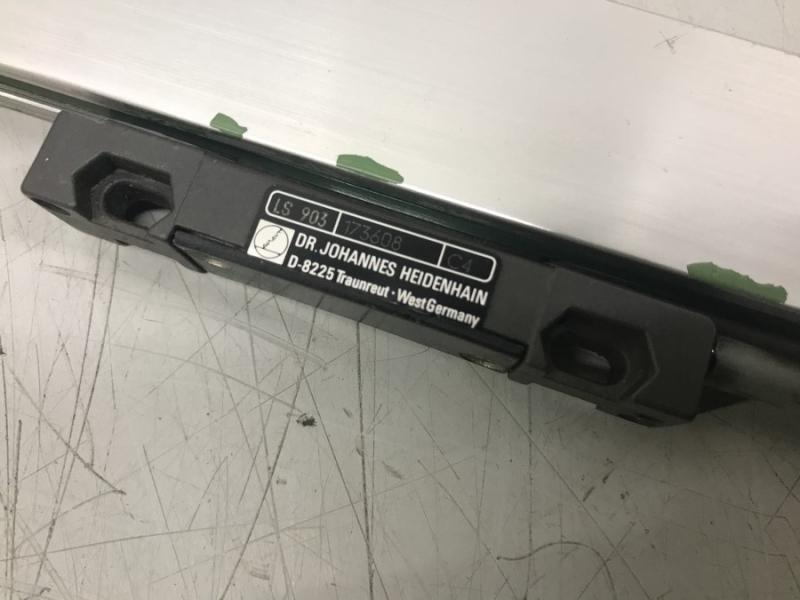 LS 903 173608 C4
DR. JOHANNES HEIDENHAIN
D-8225 Traunreut · West Germany